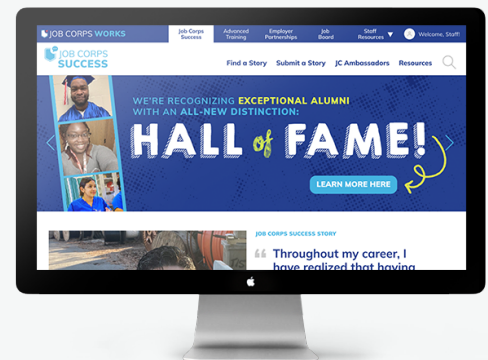 JOB CORPS WORKS
Job Corps Success
Advanced Training
Employer Partnerships
Job Board
Staff Resources
Welcome, Staff!
JOB CORPS
SUCCESS
Find a Story Submit a Story JC Ambassadors Resources
WE'RE RECOGNIZING EXCEPTIONAL ALUMNI
WITH AN ALL-NEW DISTINCTION:
HALL of FAME!
LEARN MORE HERE
JOB CORPS SUCCESS STORY
“ Throughout my career, I
have realized that having